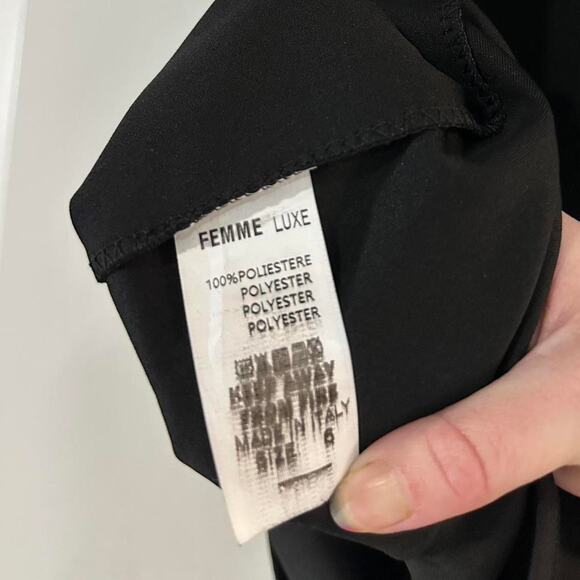 FEMME LUXE
100%POLIESTERE
POLYESTER
POLYESTER
POLYESTER
KEEP AWAY
FROM FIRE
MADE IN ITALY
SIZE 6